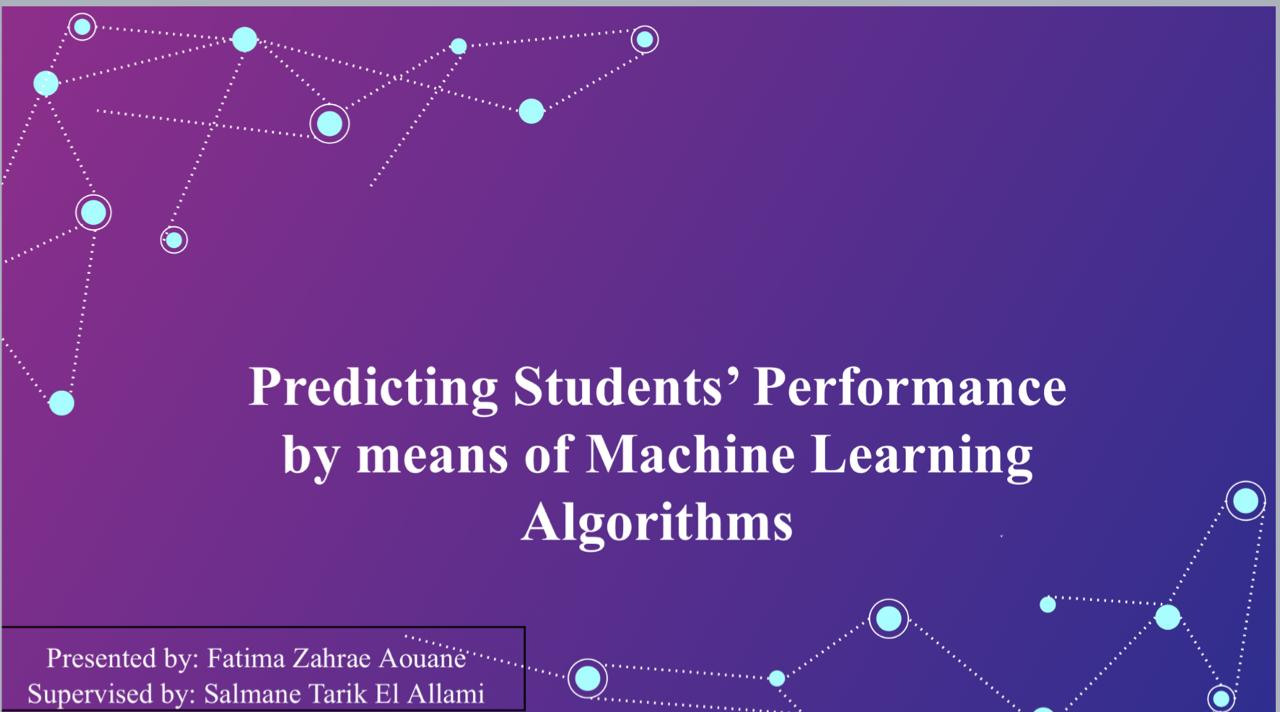 Predicting Students’ Performance
by means of Machine Learning
Algorithms
Presented by: Fatima Zahrae Aouane
Supervised by: Salmane Tarik El Allami